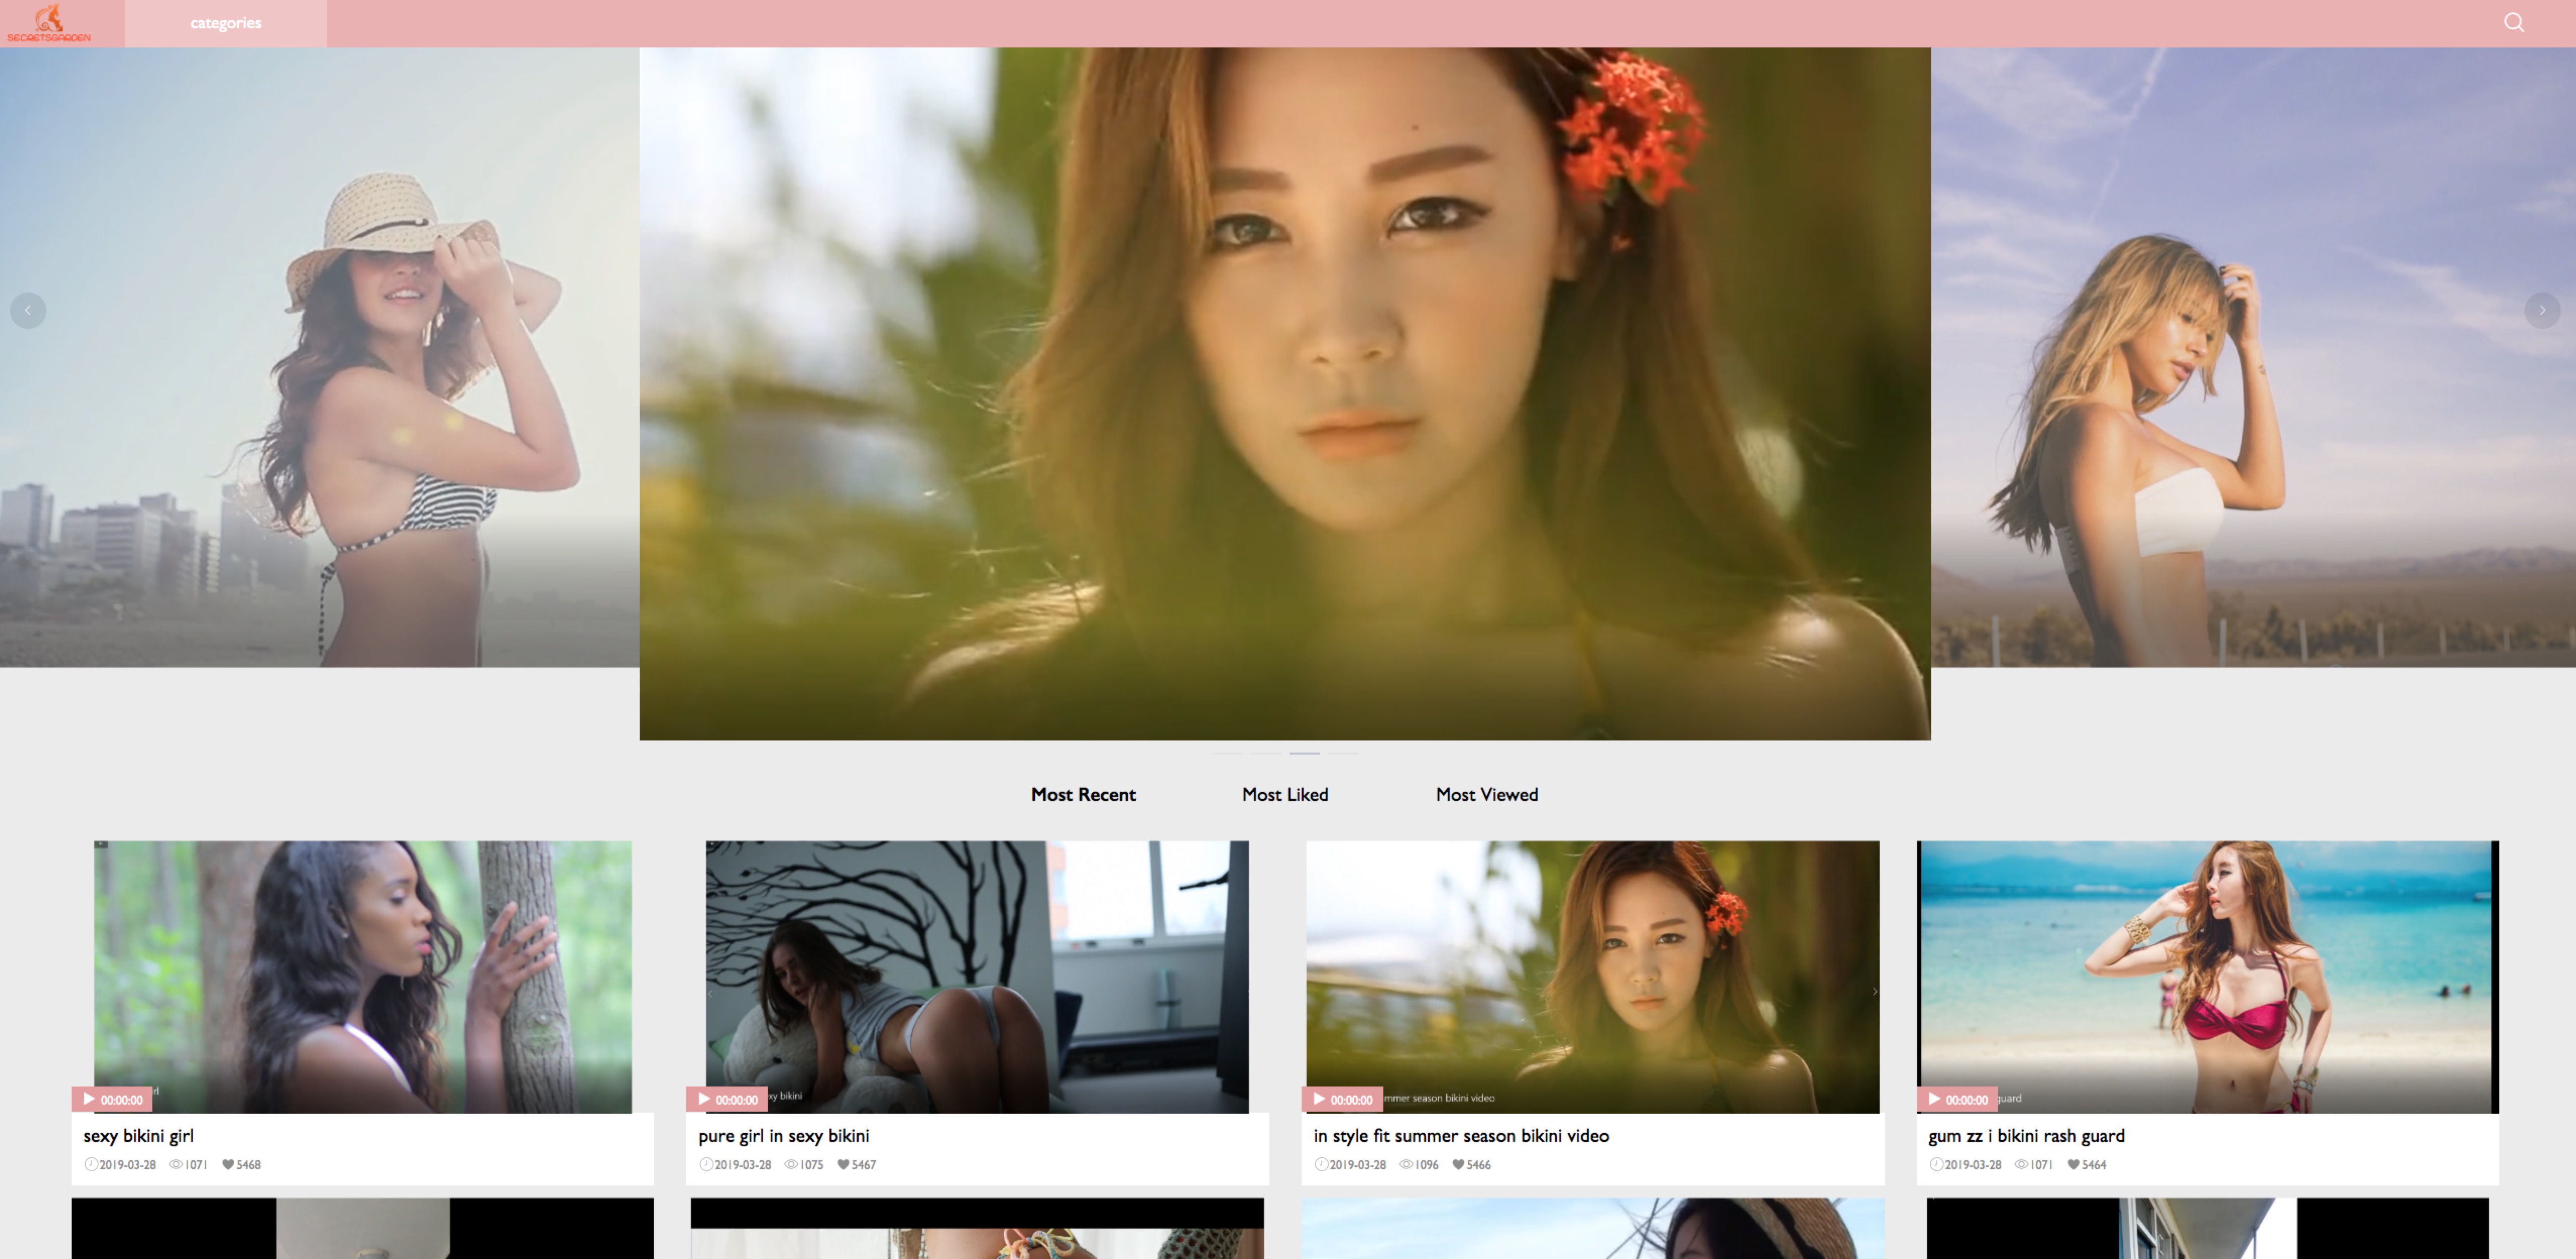 SECRETSGARDEN
categories
Most Recent
Most Liked
Most Viewed
00:00:00
00:00:00 xy bikini
00:00:00 mmer season bikini video
00:00:00 guard
sexy bikini girl
2019-03-28 1071 5468
pure girl in sexy bikini
2019-03-28 1075 5467
in style fit summer season bikini video
2019-03-28 1096 5466
gum zz i bikini rash guard
2019-03-28 1071 5464